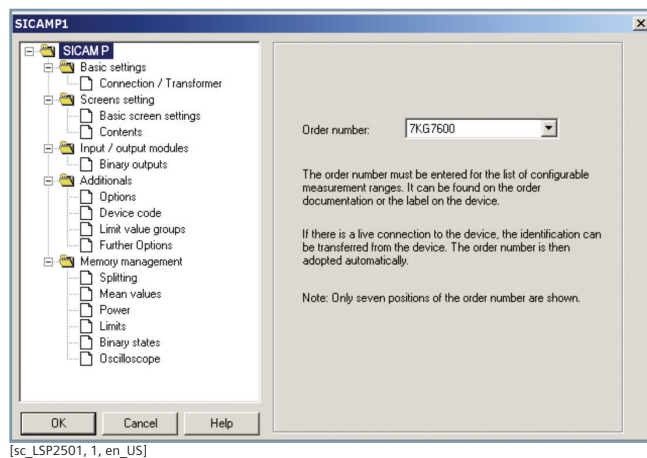 SICAMP1
SICAM P
Basic settings
Connection / Transformer
Screens setting
Basic screen settings
Contents
Input / output modules
Binary outputs
Additionals
Options
Device code
Limit value groups
Further Options
Memory management
Splitting
Mean values
Power
Limits
Binary states
Oscilloscope
OK
Cancel
Help
Order number:
7KG7600
The order number must be entered for the list of configurable
measurement ranges. It can be found on the order
documentation or the label on the device.
If there is a live connection to the device, the identification can
be transferred from the device. The order number is then
adopted automatically.
Note: Only seven positions of the order number are shown.
[sc_LSP2501, 1, en_US]